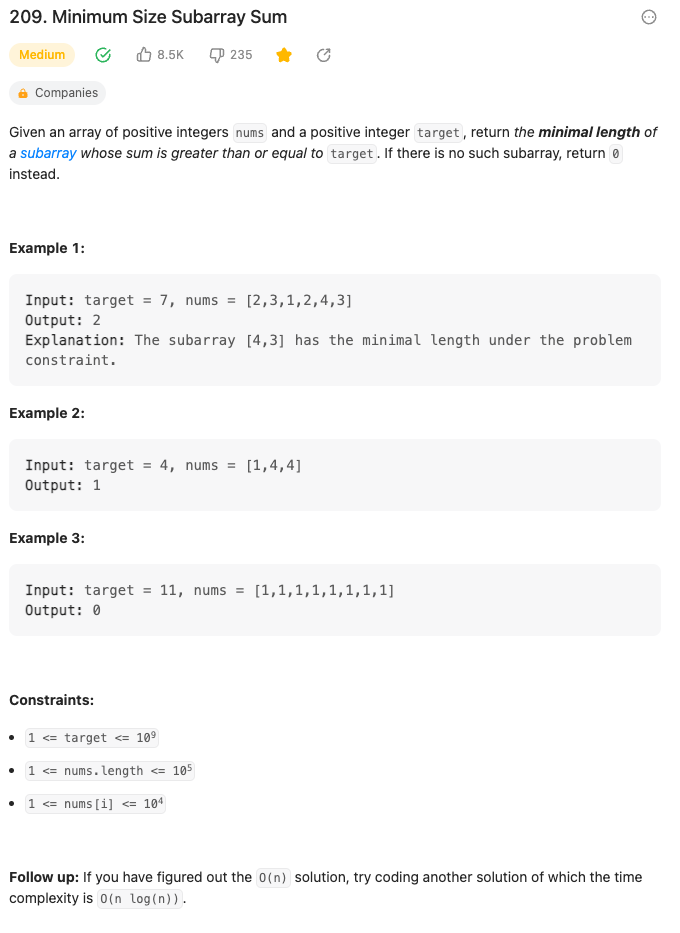 209. Minimum Size Subarray Sum
Medium 8.5K 235
Companies
Given an array of positive integers nums and a positive integer target, return the minimal length of
a subarray whose sum is greater than or equal to target. If there is no such subarray, return 0
instead.
Example 1:
Input: target = 7, nums = [2,3,1,2,4,3]
Output: 2
Explanation: The subarray [4,3] has the minimal length under the problem
constraint.
Example 2:
Input: target = 4, nums = [1,4,4]
Output: 1
Example 3:
Input: target = 11, nums = [1,1,1,1,1,1,1,1]
Output: 0
Constraints:
• 1 <= target <= 10⁹
• 1 <= nums.length <= 10⁵
• 1 <= nums[i] <= 10⁴
Follow up: If you have figured out the O(n) solution, try coding another solution of which the time
complexity is O(n log(n)).